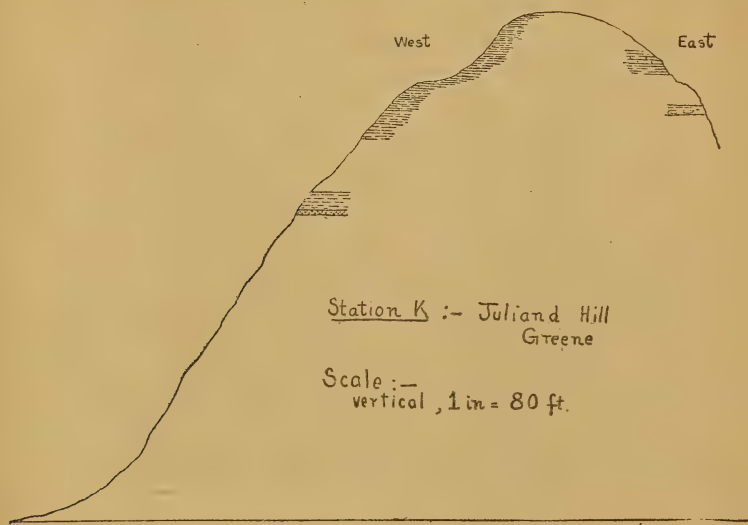 West
East
Station K :- Juliand Hill
Greene
Scale :-
vertical , 1 in = 80 ft.